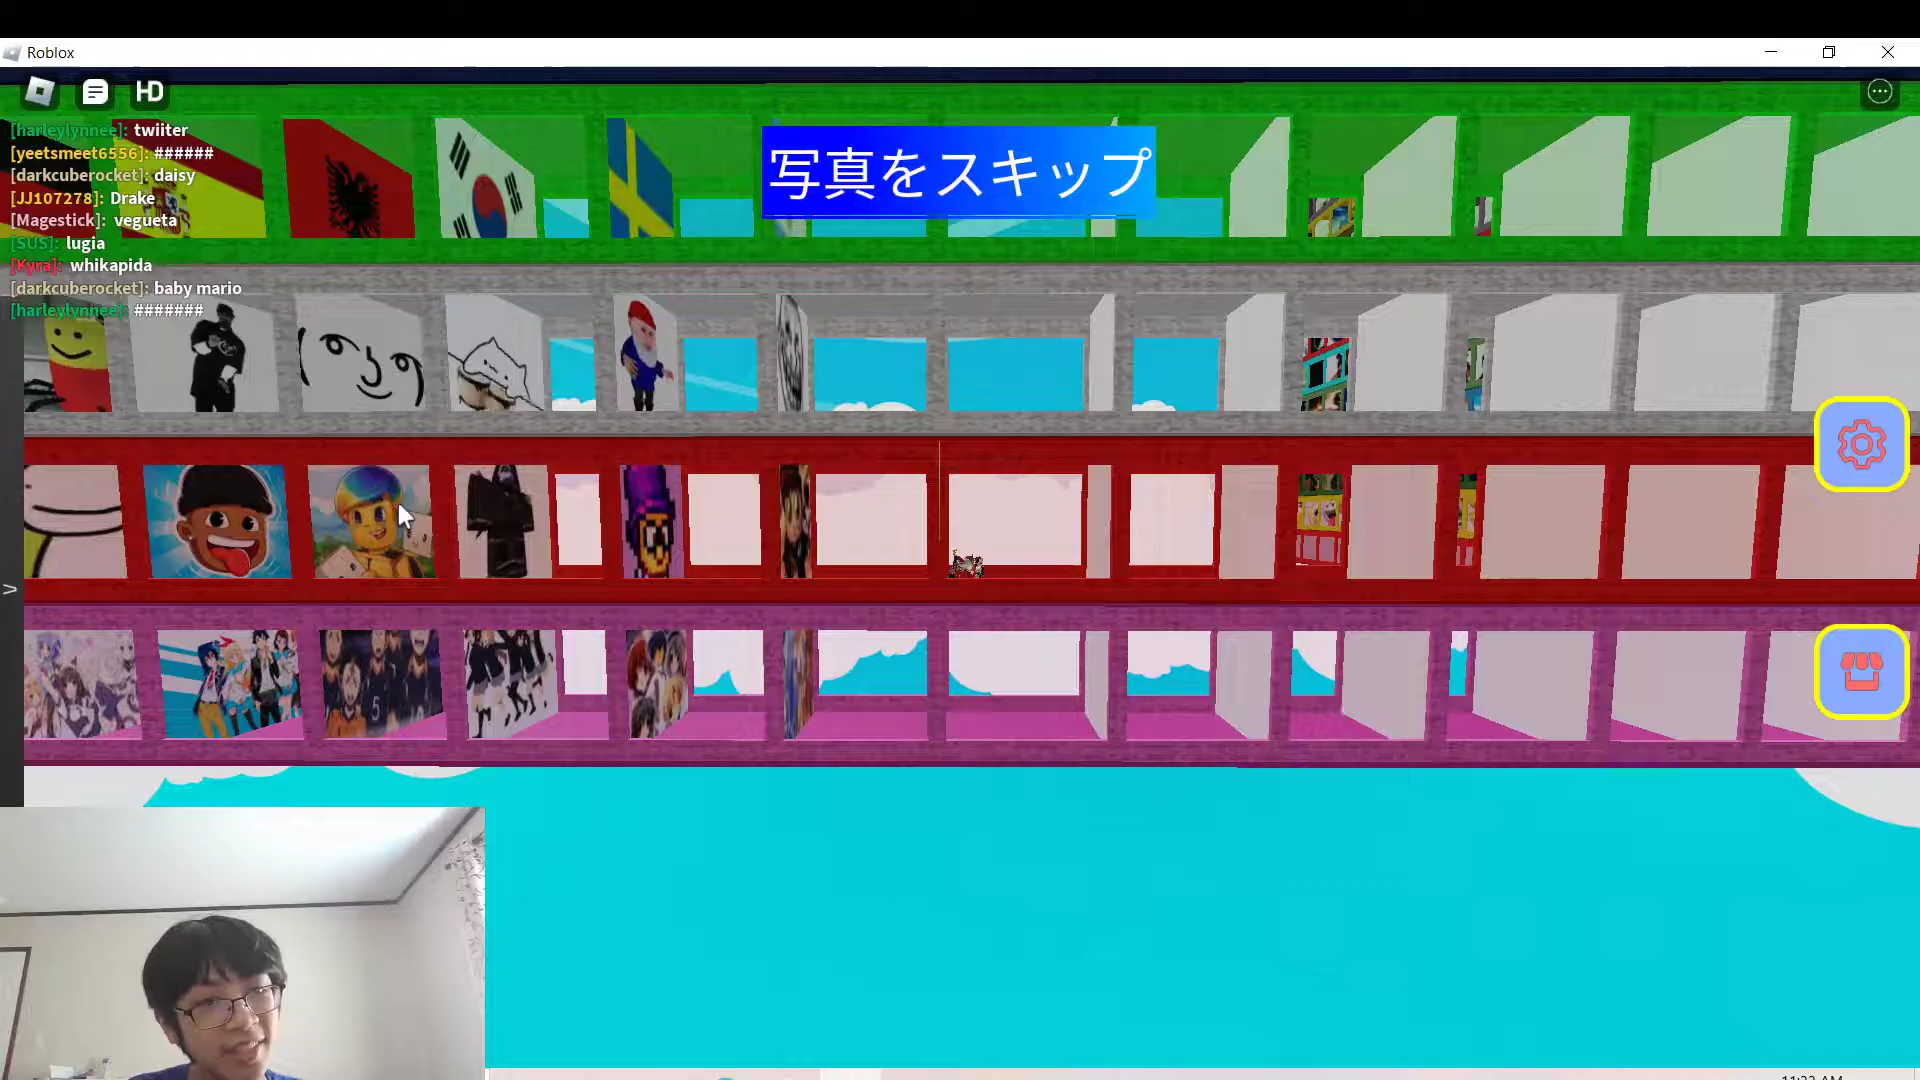 Roblox
HD
[harleylynnee]: twiiter
[yeetsmeet6556]: ######
[darkcuberocket]: daisy
[JJ107278]: Drake
[Magestick]: vegueta
[SUS]: lugia
[Kyra]: whikapida
[darkcuberocket]: baby mario
[harleylynnee]: #######
写真をスキップ
5